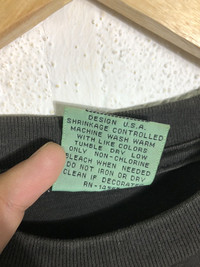 DESIGN U.S.A.
SHRINKAGE CONTROLLED
MACHINE WASH WARM
WITH LIKE COLORS
TUMBLE DRY LOW
ONLY NON-CHLORINE
BLEACH WHEN NEEDED
DO NOT IRON OR DRY
CLEAN IF DECORATED